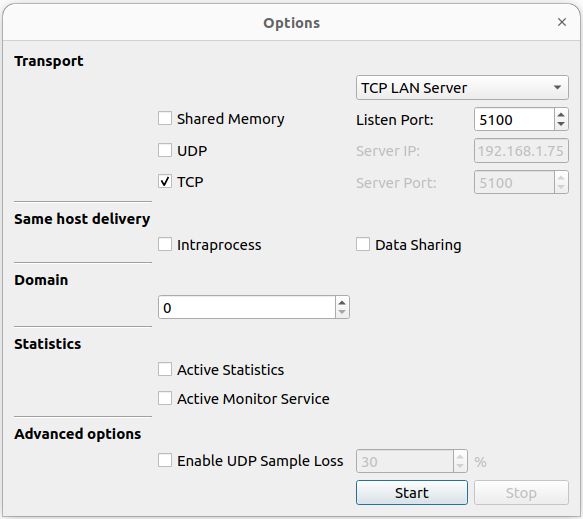 Options
Transport
TCP LAN Server
Shared Memory
Listen Port:
5100
UDP
Server IP:
192.168.1.75
TCP
Server Port:
5100
Same host delivery
Intraprocess
Data Sharing
Domain
0
Statistics
Active Statistics
Active Monitor Service
Advanced options
Enable UDP Sample Loss
30
%
Start
Stop